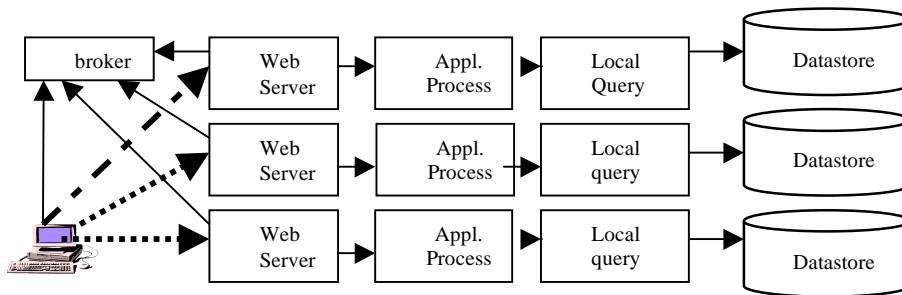 broker
Web
Server
Appl.
Process
Local
Query
Datastore
Web
Server
Appl.
Process
Local
query
Datastore
Web
Server
Appl.
Process
Local
query
Datastore